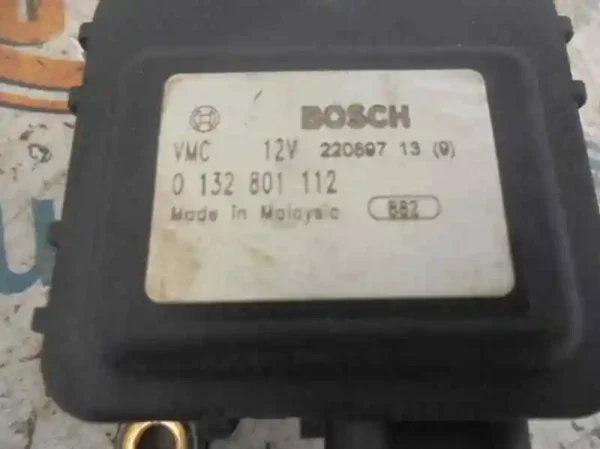 BOSCH
VMC 12V 220897 13 (9)
0 132 801 112
Made in Malaysia 882